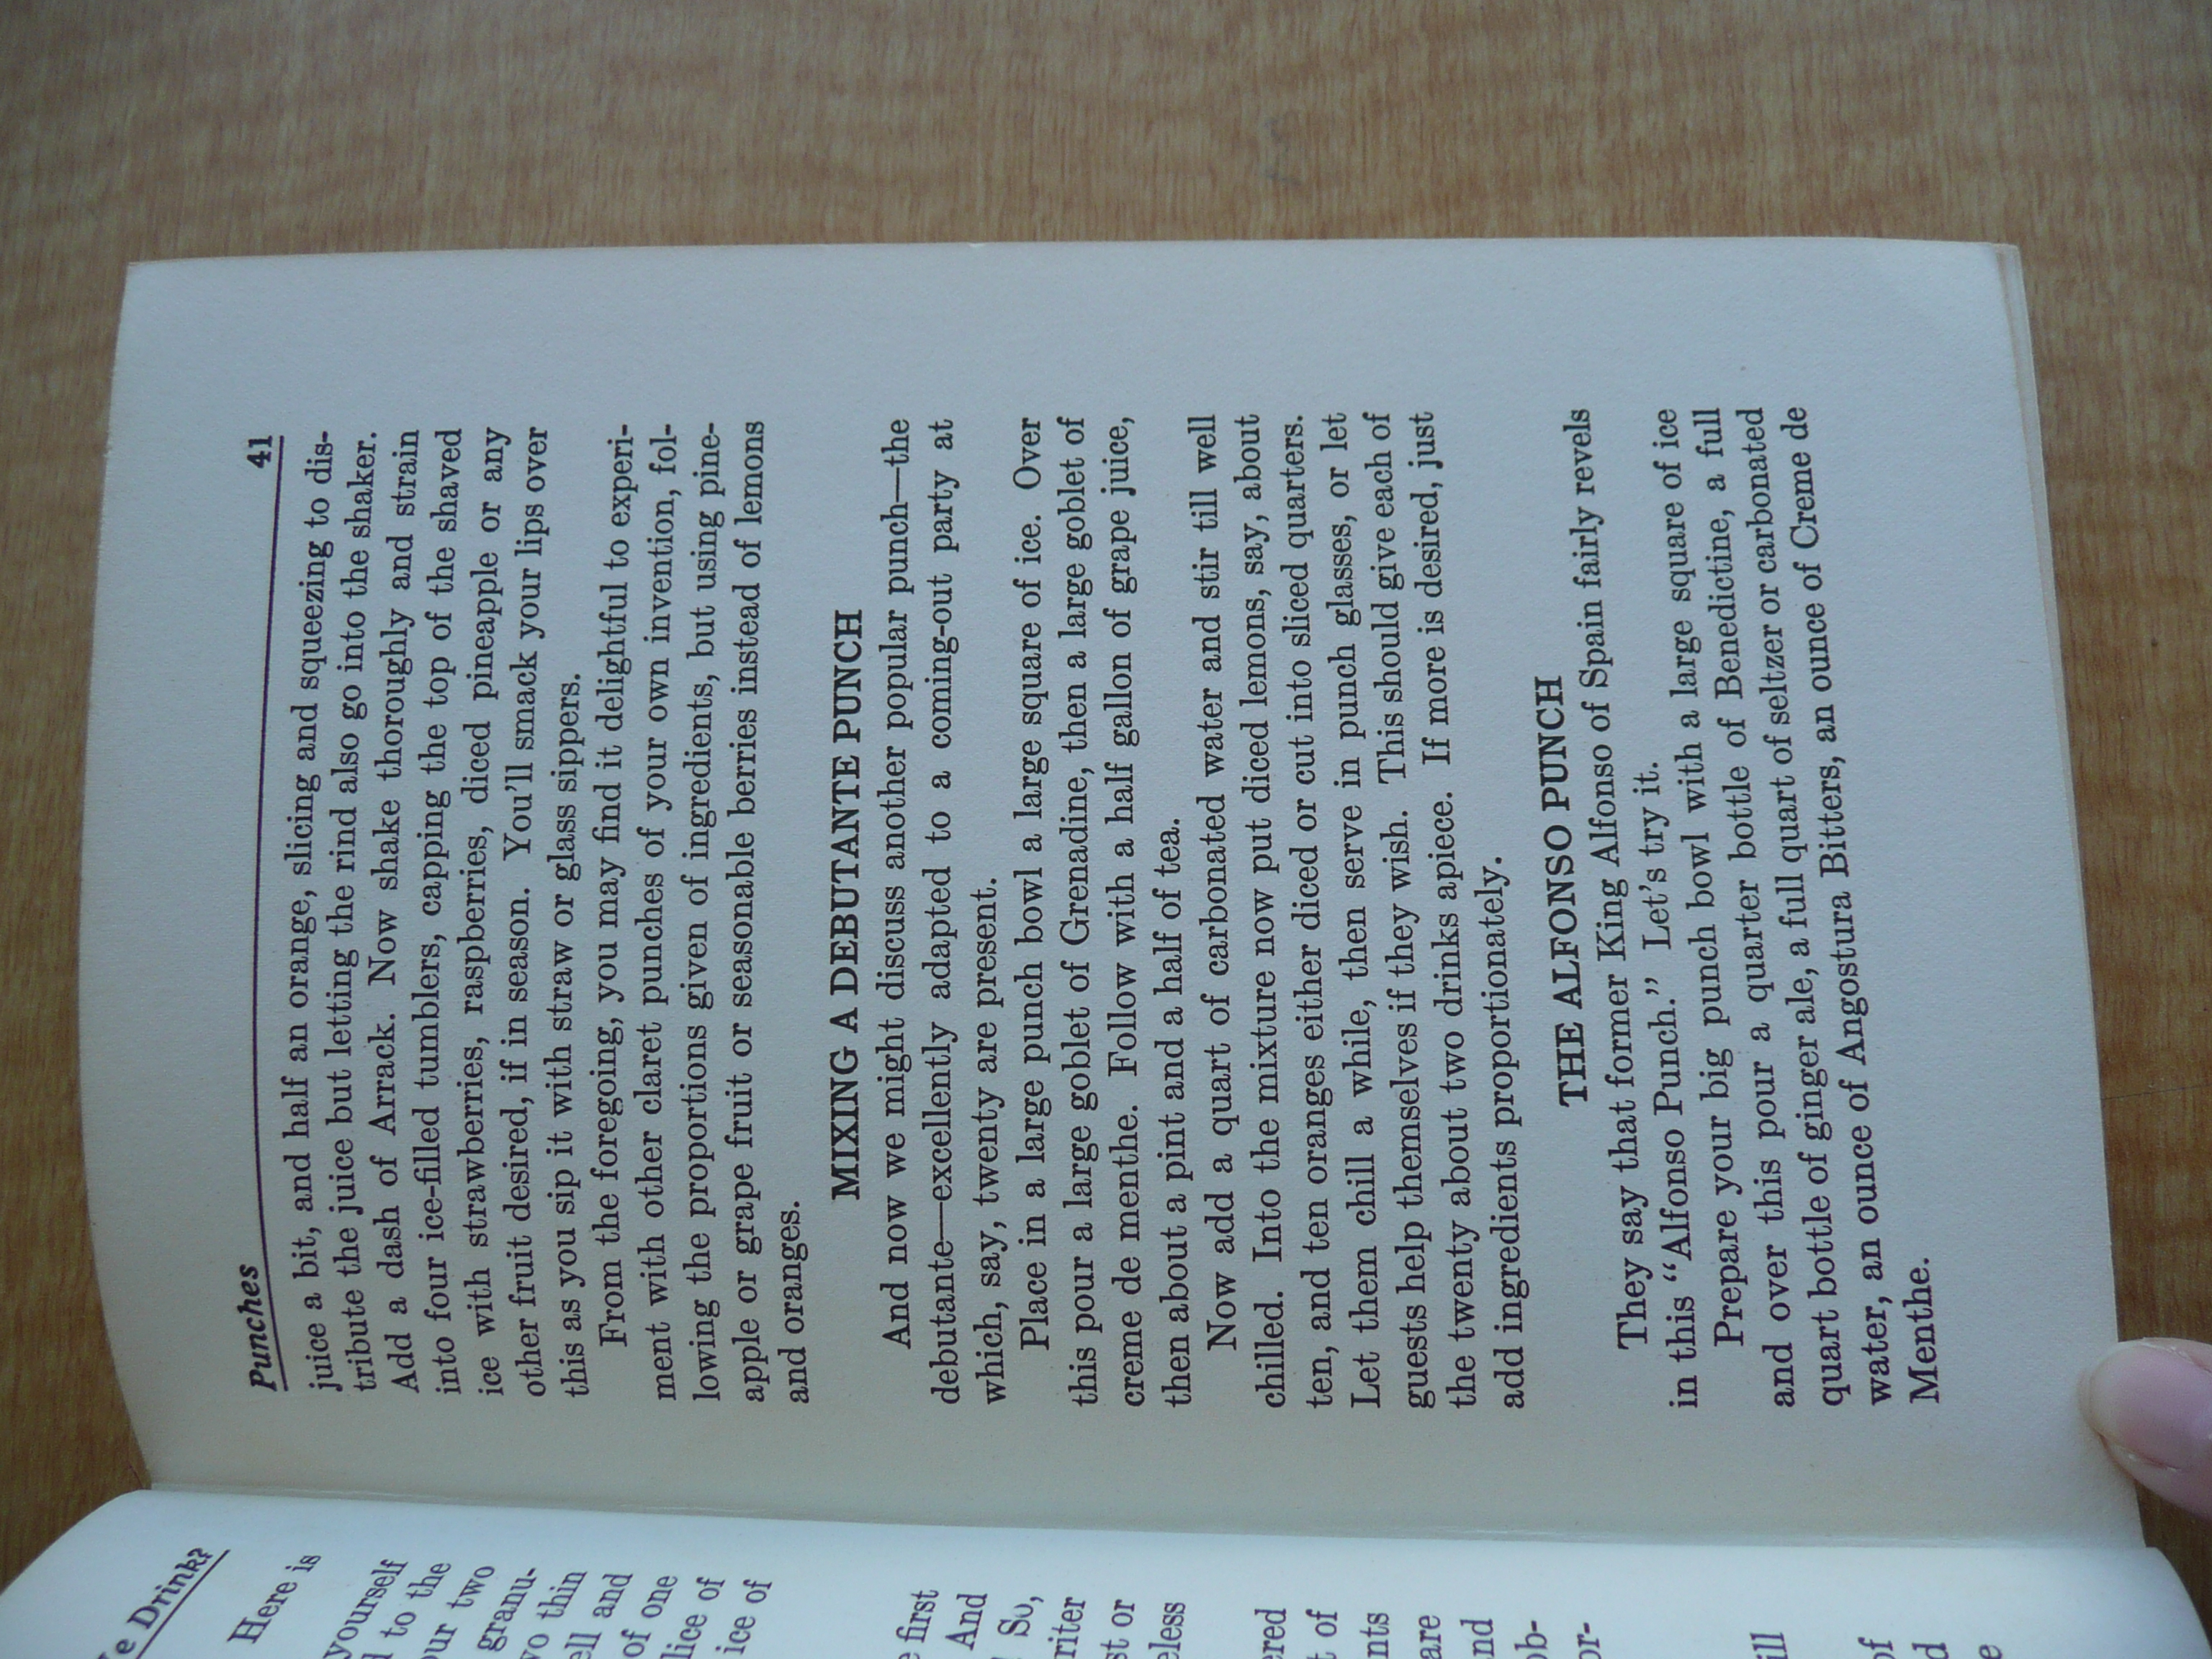 e Drink?
Here is
yourself
to the
our two
granu-
wo thin
ell and
of one
lice of
ice of
e first
And
So,
riter
st or
eless
ered
t of
nts
are
nd
ob-
or-
ill
of
d
e
Punches 41
juice a bit, and half an orange, slicing and squeezing to dis-
tribute the juice but letting the rind also go into the shaker.
Add a dash of Arrack. Now shake thoroughly and strain
into four ice-filled tumblers, capping the top of the shaved
ice with strawberries, raspberries, diced pineapple or any
other fruit desired, if in season. You'll smack your lips over
this as you sip it with straw or glass sippers.
From the foregoing, you may find it delightful to experi-
ment with other claret punches of your own invention, fol-
lowing the proportions given of ingredients, but using pine-
apple or grape fruit or seasonable berries instead of lemons
and oranges.
MIXING A DEBUTANTE PUNCH
And now we might discuss another popular punch—the
debutante—excellently adapted to a coming-out party at
which, say, twenty are present.
Place in a large punch bowl a large square of ice. Over
this pour a large goblet of Grenadine, then a large goblet of
creme de menthe. Follow with a half gallon of grape juice,
then about a pint and a half of tea.
Now add a quart of carbonated water and stir till well
chilled. Into the mixture now put diced lemons, say, about
ten, and ten oranges either diced or cut into sliced quarters.
Let them chill a while, then serve in punch glasses, or let
guests help themselves if they wish. This should give each of
the twenty about two drinks apiece. If more is desired, just
add ingredients proportionately.
THE ALFONSO PUNCH
They say that former King Alfonso of Spain fairly revels
in this “Alfonso Punch.” Let's try it.
Prepare your big punch bowl with a large square of ice
and over this pour a quarter bottle of Benedictine, a full
quart bottle of ginger ale, a full quart of seltzer or carbonated
water, an ounce of Angostura Bitters, an ounce of Creme de
Menthe.